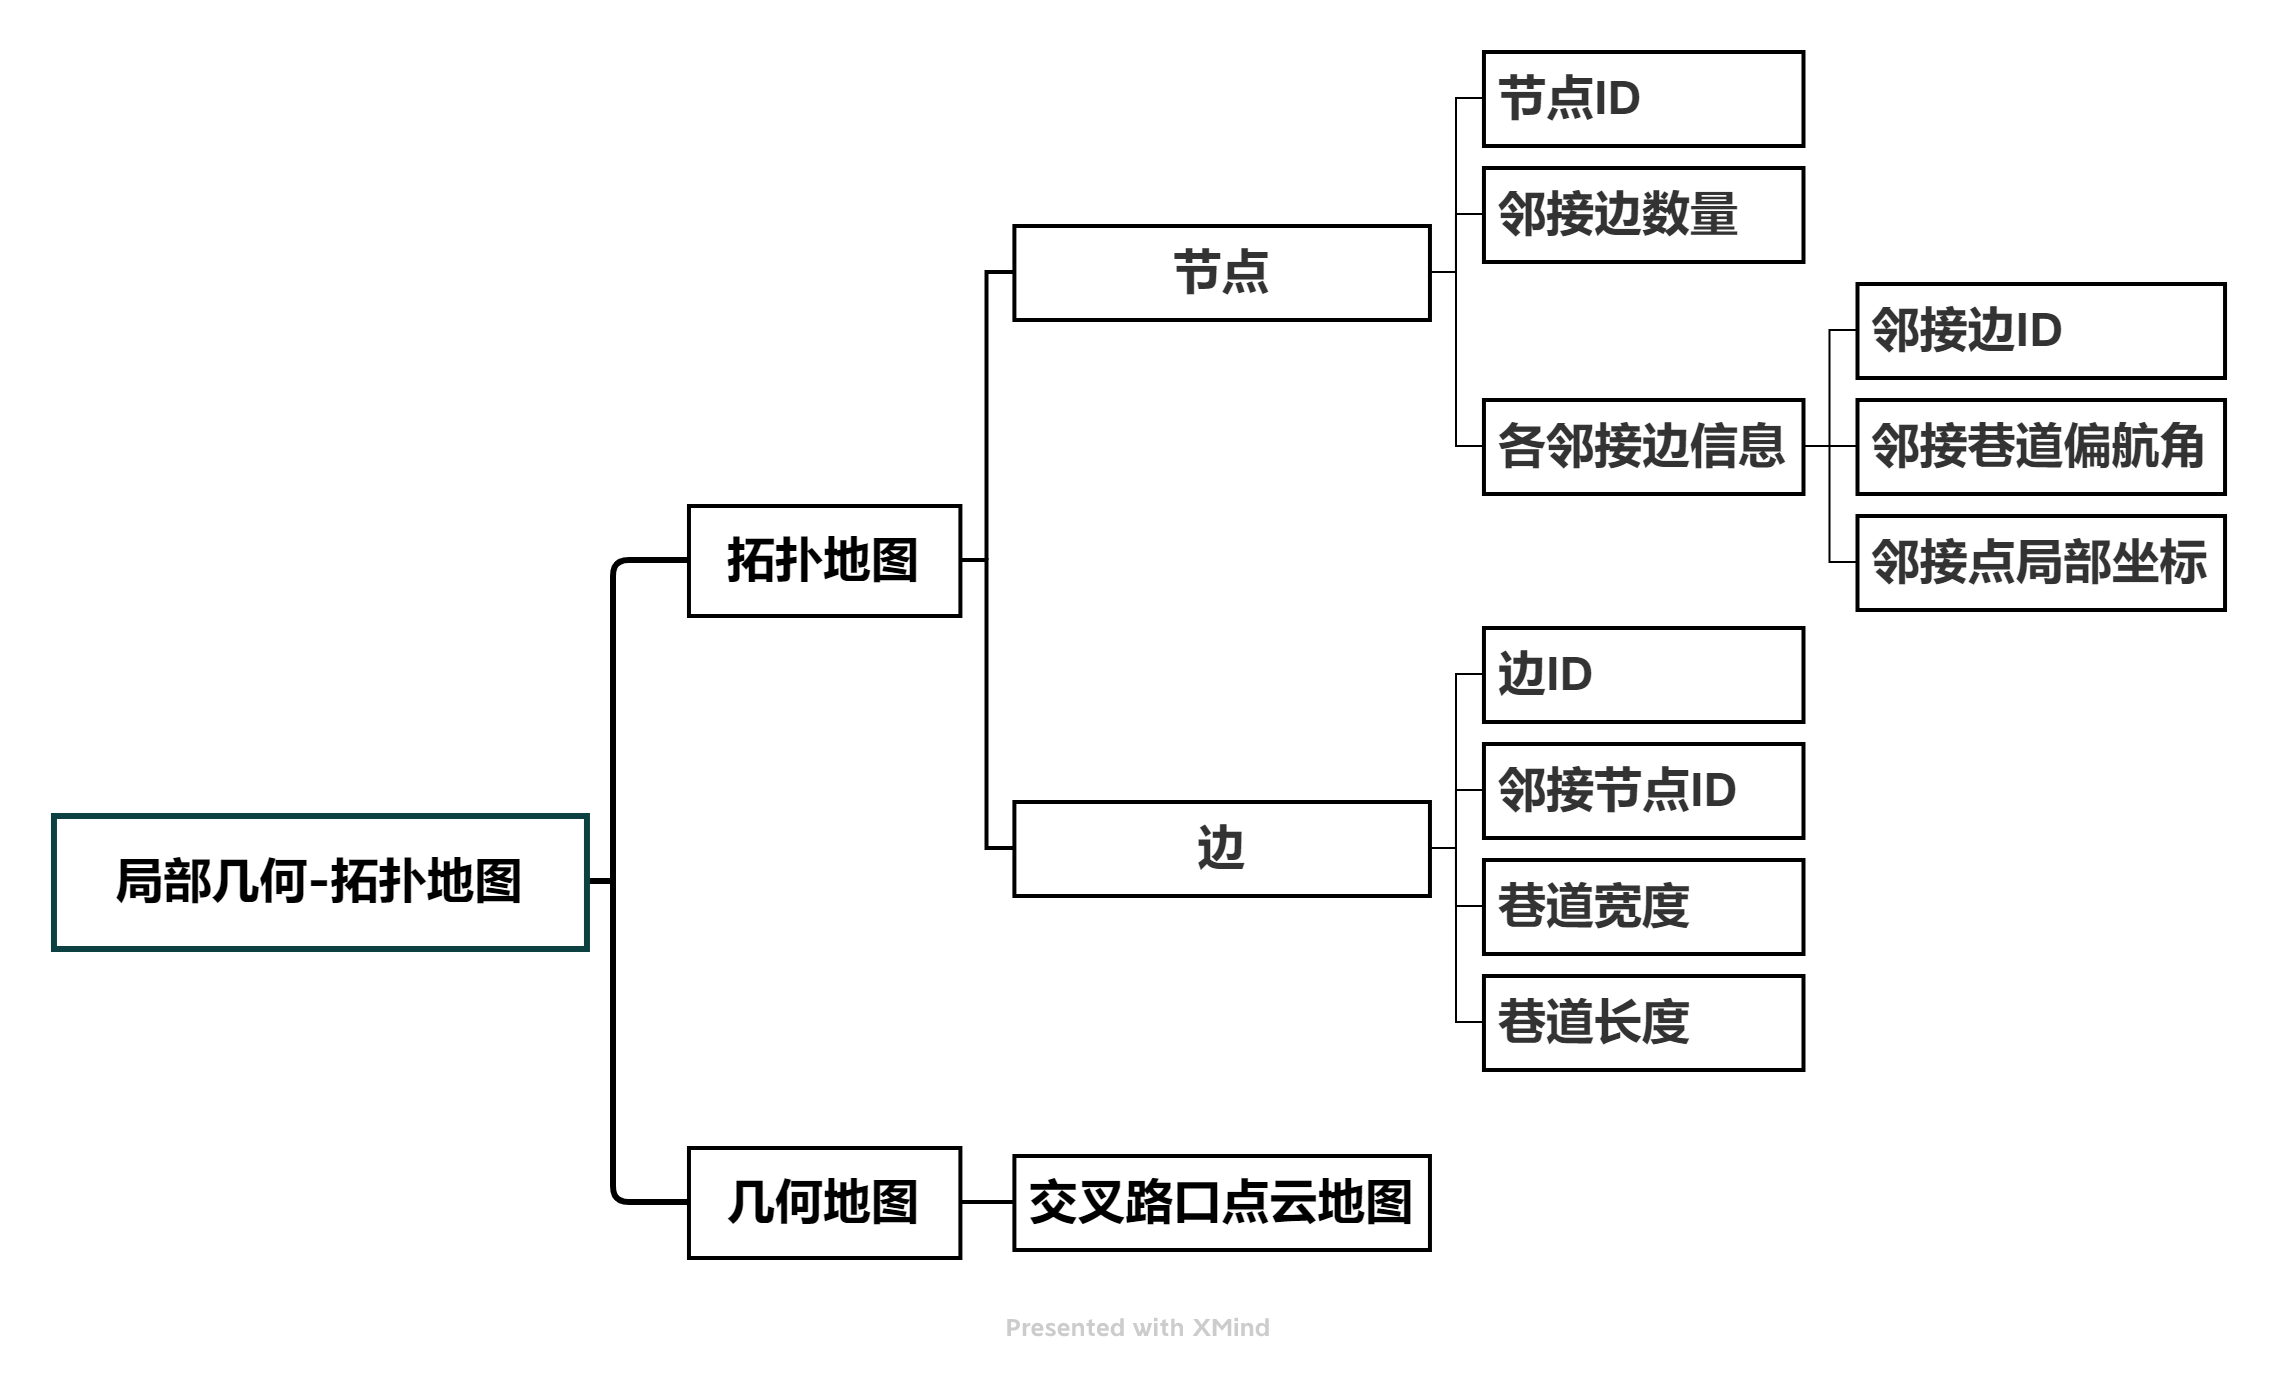 节点ID
邻接边数量
节点
邻接边ID
各邻接边信息
邻接巷道偏航角
拓扑地图
邻接点局部坐标
边ID
邻接节点ID
边
局部几何-拓扑地图
巷道宽度
巷道长度
几何地图
交叉路口点云地图
Presented with XMind